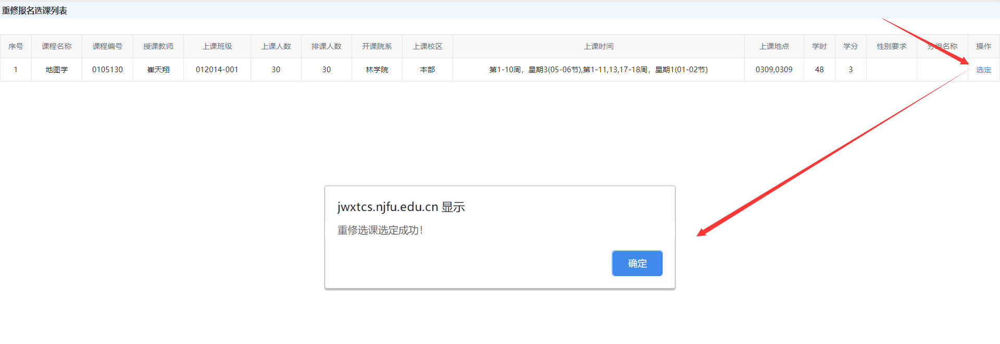 重修报名选课列表
序号 课程名称 课程编号 授课教师 上课班级 上课人数 排课人数 开课院系 上课校区 上课时间 上课地点 学时 学分 性别要求 分组名称 操作
1 地图学 0105130 崔天翔 012014-001 30 30 林学院 本部 第1-10周，星期3(05-06节),第1-11,13,17-18周，星期1(01-02节) 0309,0309 48 3 选定
jwxtcs.njfu.edu.cn 显示
重修选课选定成功！
确定